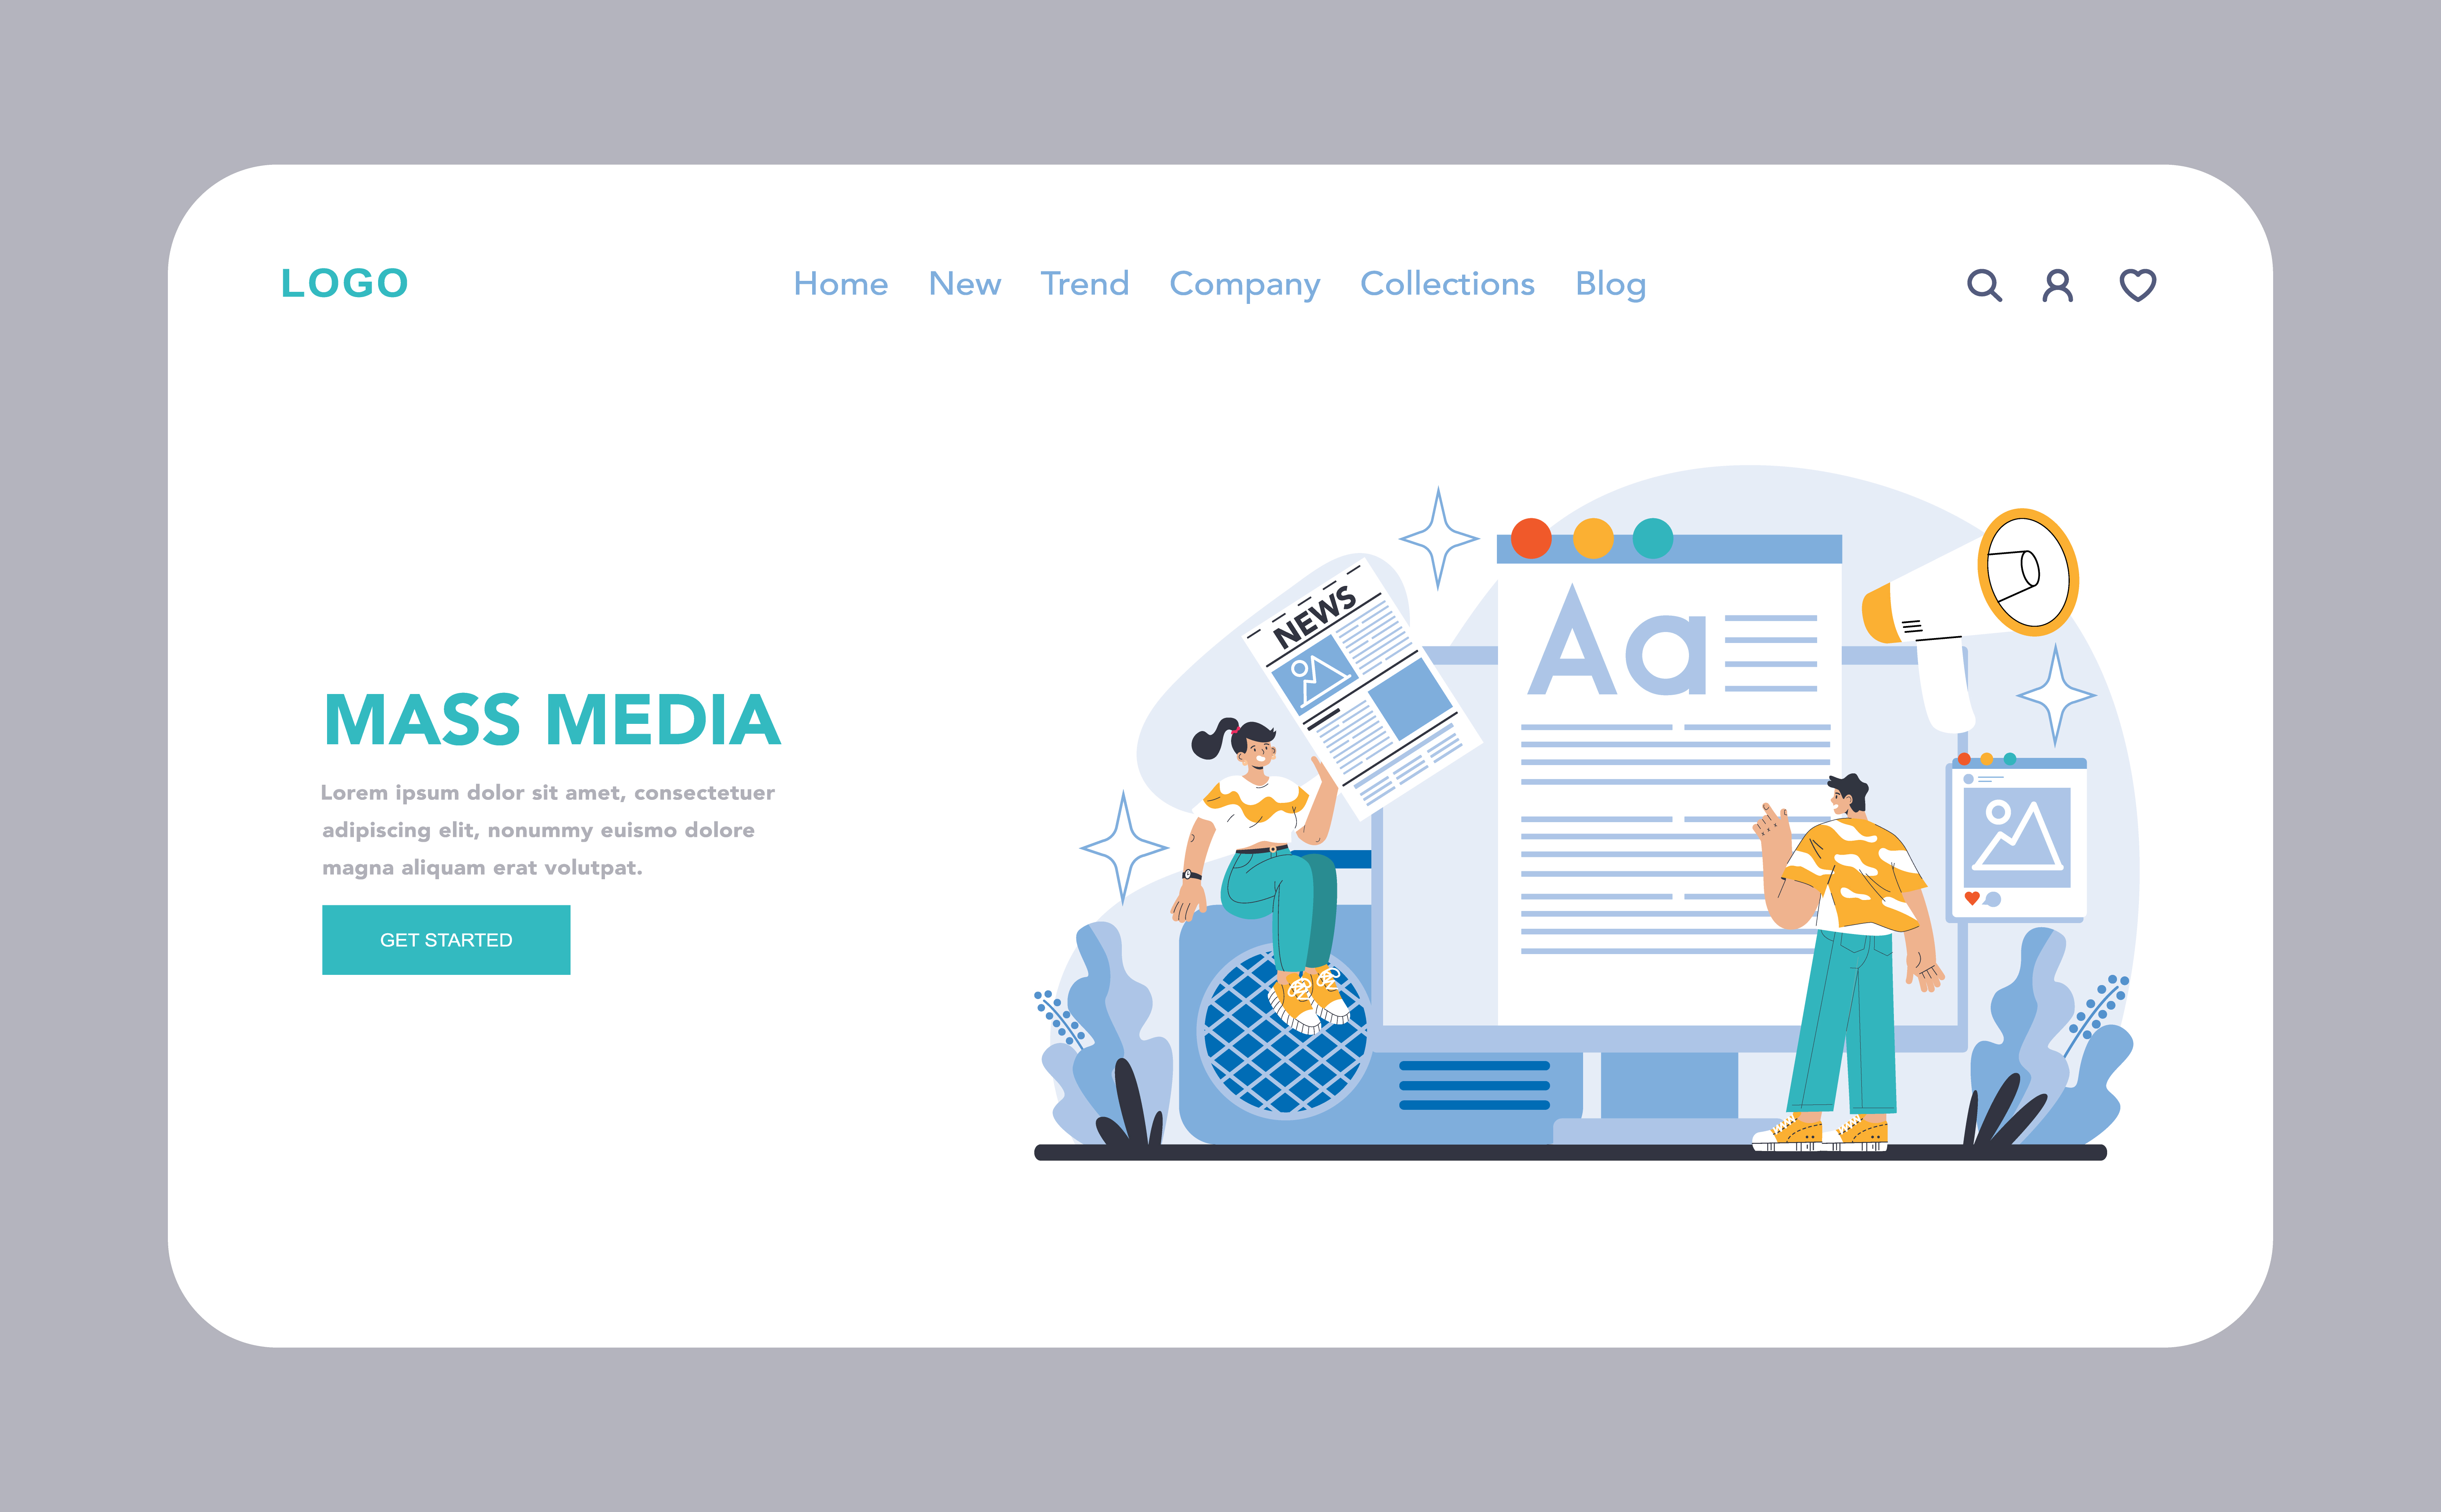 LOGO
Home New Trend Company Collections Blog
NEWS
Aa
MASS MEDIA
Lorem ipsum dolor sit amet, consectetuer
adipiscing elit, nonummy euismo dolore
magna aliquam erat volutpat.
GET STARTED